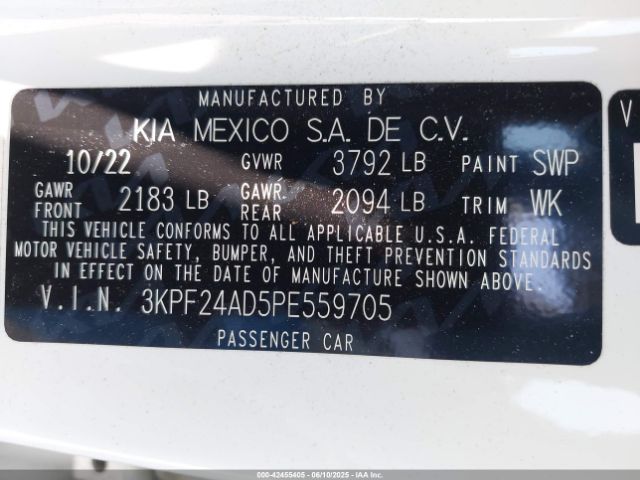 MANUFACTURED BY
KIA MEXICO S.A. DE C.V.
10/22 GVWR 3792 LB PAINT SWP
GAWR FRONT 2183 LB GAWR. REAR 2094 LB TRIM WK
THIS VEHICLE CONFORMS TO ALL APPLICABLE U.S.A. FEDERAL
MOTOR VEHICLE SAFETY, BUMPER, AND THEFT PREVENTION STANDARDS
IN EFFECT ON THE DATE OF MANUFACTURE SHOWN ABOVE.
V.I.N. 3KPF24AD5PE559705
PASSENGER CAR
V
000-42455405 - 06/10/2025 - IAA Inc.